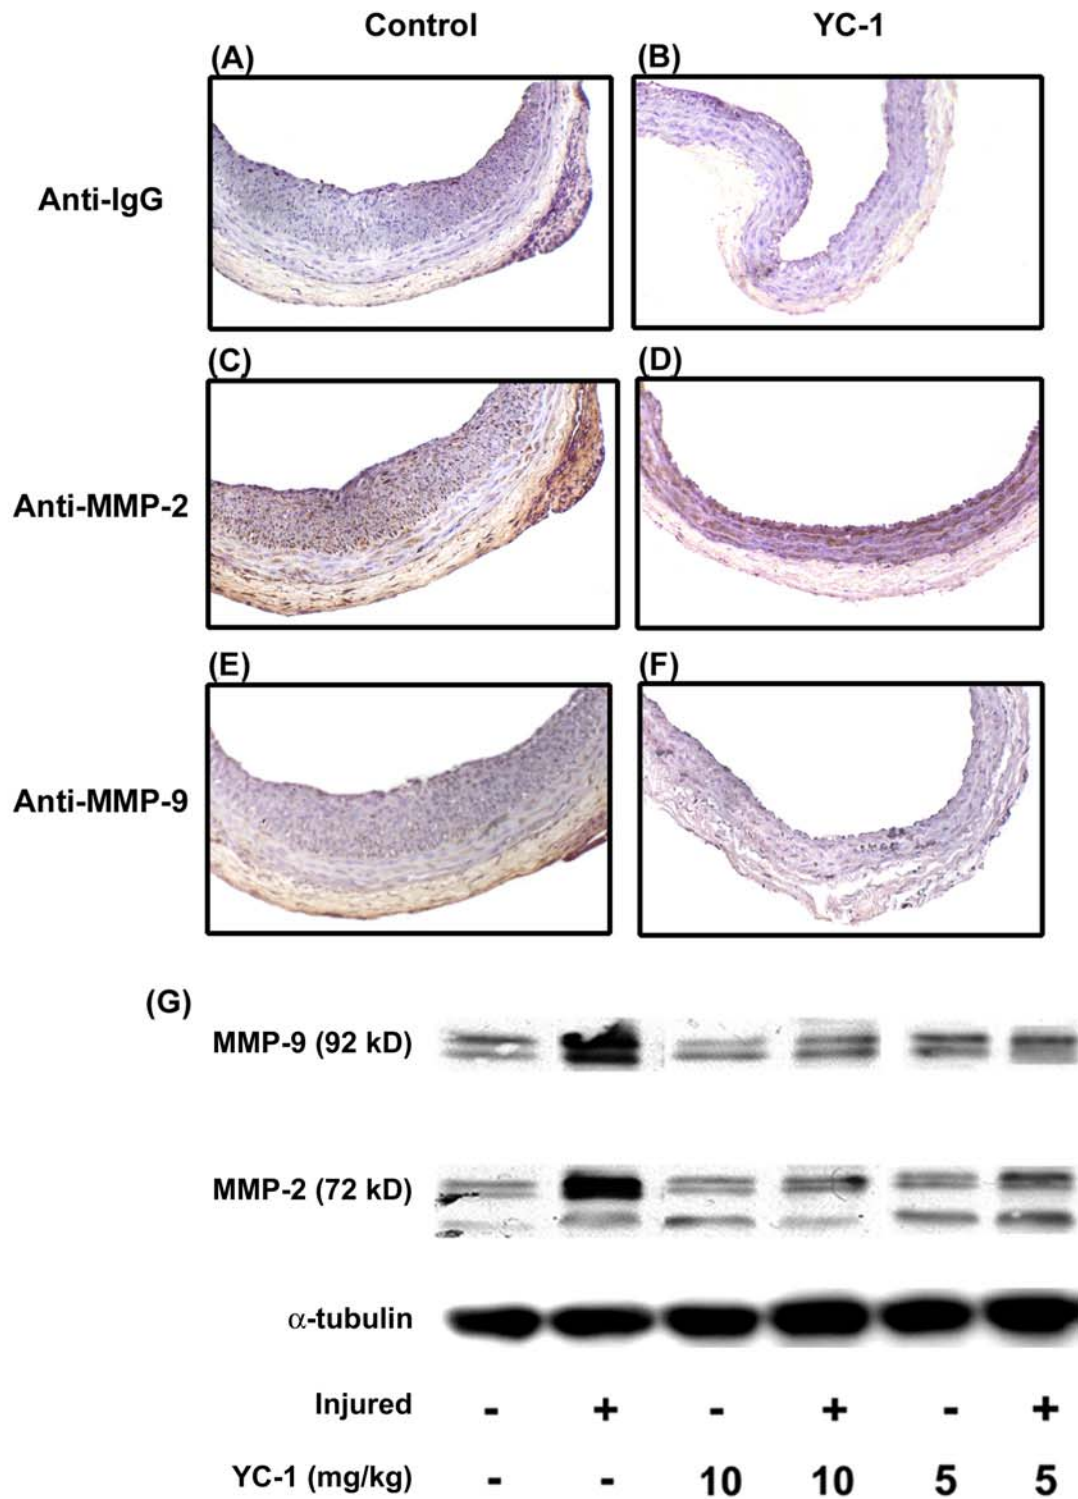 Control YC-1
(A) (B)
Anti-IgG
(C) (D)
Anti-MMP-2
(E) (F)
Anti-MMP-9
(G)
MMP-9 (92 kD)
MMP-2 (72 kD)
α-tubulin
Injured - + - + - +
YC-1 (mg/kg) - - 10 10 5 5